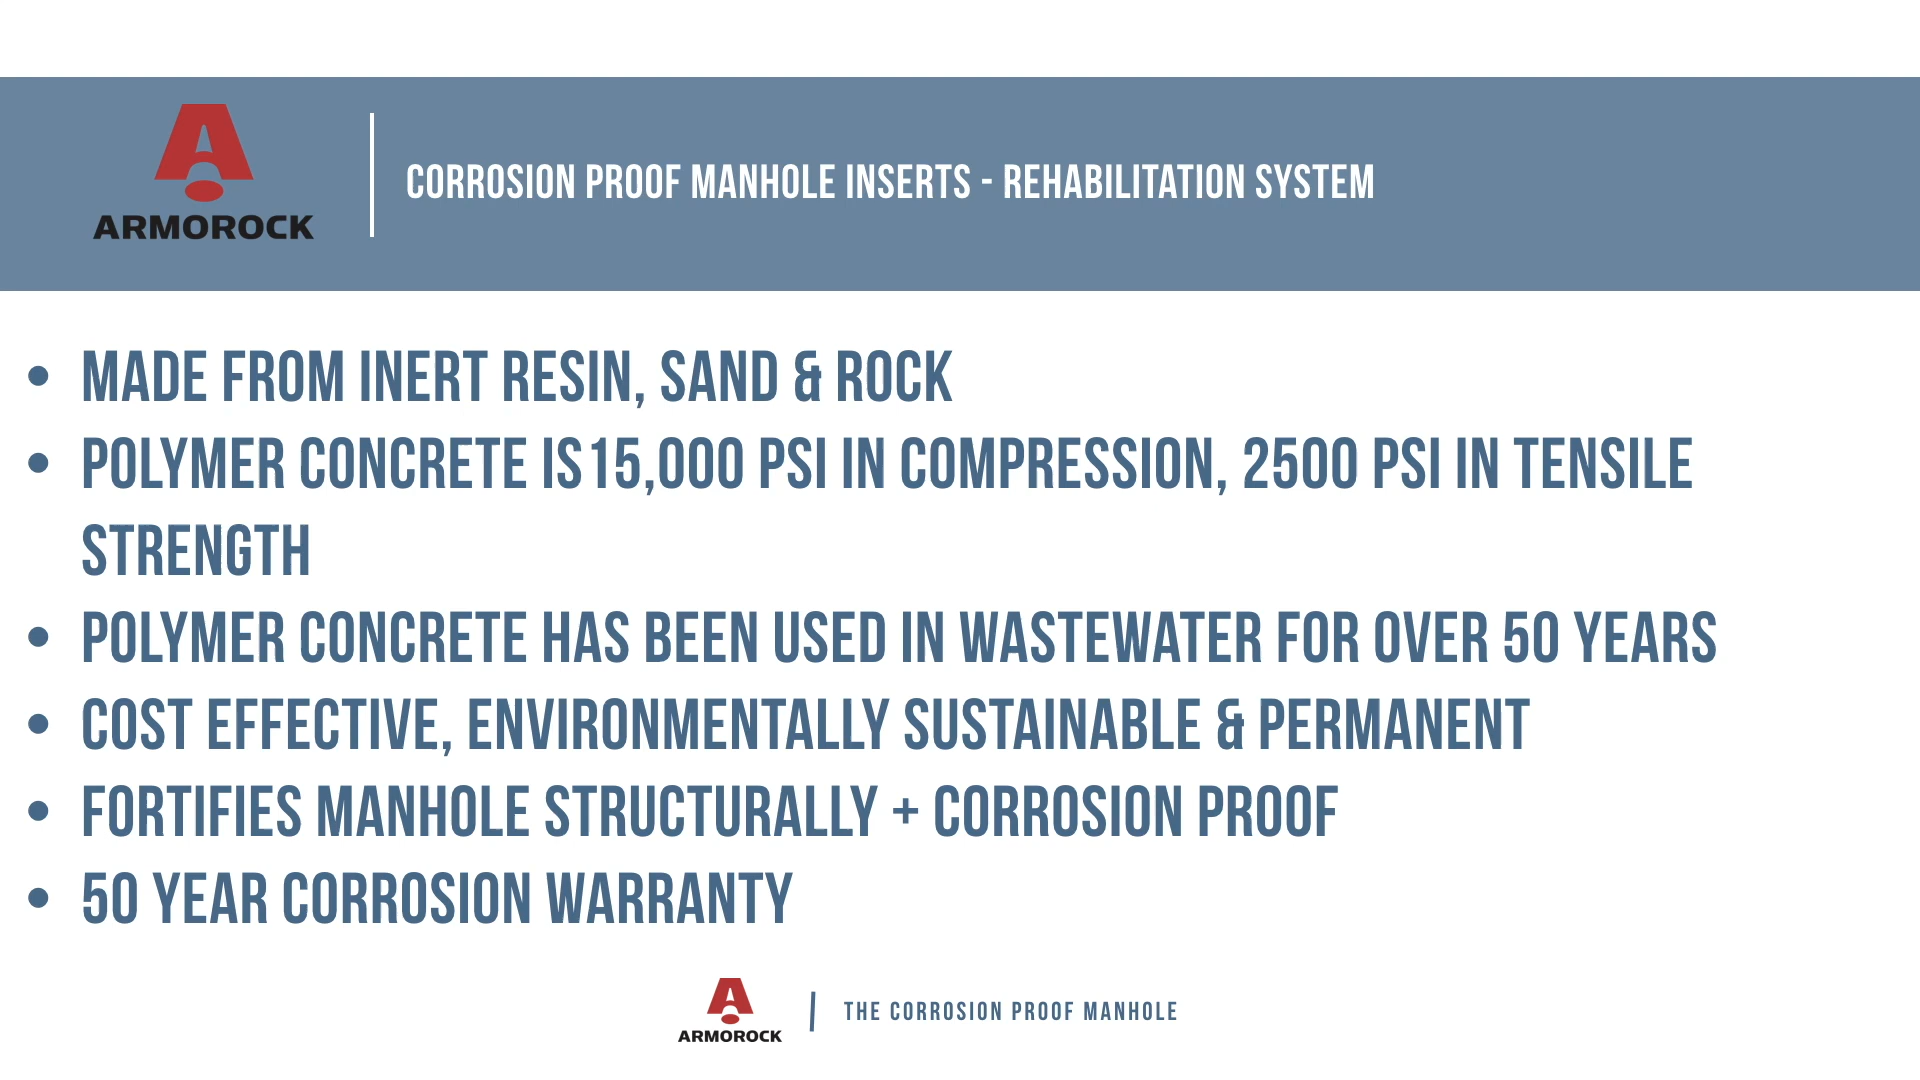 ARMOROCK
CORROSION PROOF MANHOLE INSERTS - REHABILITATION SYSTEM
• MADE FROM INERT RESIN, SAND & ROCK
• POLYMER CONCRETE IS 15,000 PSI IN COMPRESSION, 2500 PSI IN TENSILE
STRENGTH
• POLYMER CONCRETE HAS BEEN USED IN WASTEWATER FOR OVER 50 YEARS
• COST EFFECTIVE, ENVIRONMENTALLY SUSTAINABLE & PERMANENT
• FORTIFIES MANHOLE STRUCTURALLY + CORROSION PROOF
• 50 YEAR CORROSION WARRANTY
ARMOROCK
THE CORROSION PROOF MANHOLE